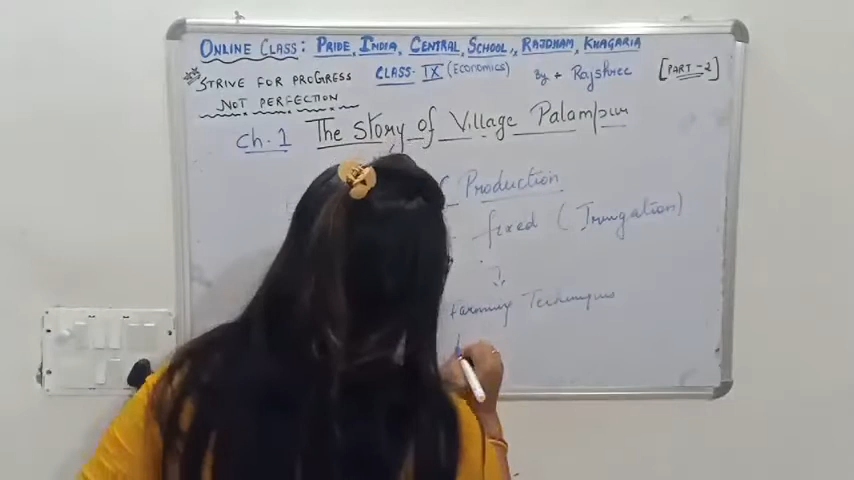 ONLINE CLASS: PRIDE, INDIA, CENTRAL, SCHOOL, RAJDHAM, KHAGARIA
STRIVE FOR PROGRESS
NOT PERFECTION
CLASS- IX (ECONOMICS)
By + Rajshree
[PART-2]
Ch. 1 The Story of Village Palampur
Production
fixed (Irrigation)
Farming Techniques